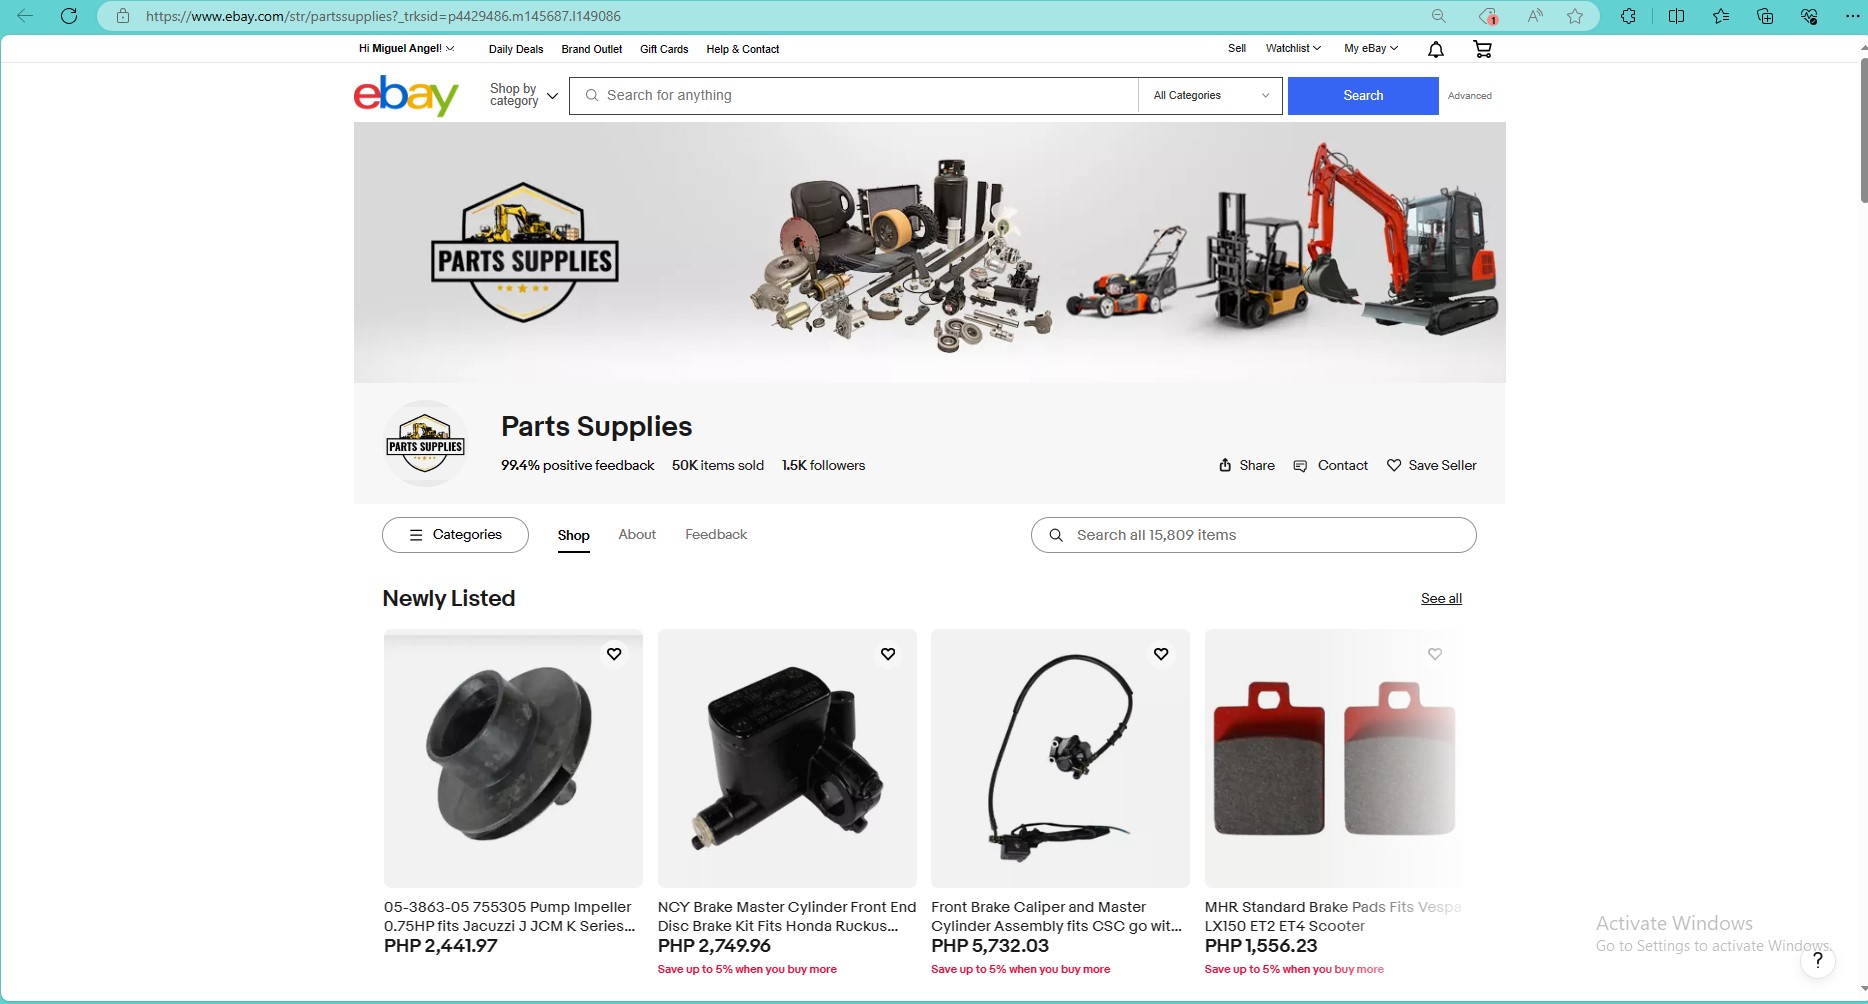 https://www.ebay.com/str/partssupplies?_trksid=p4429486.m145687.l149086
1
Hi Miguel Angel!
Daily Deals
Brand Outlet
Gift Cards
Help & Contact
Sell
Watchlist
My eBay
ebay
Shop by
category
Search for anything
All Categories
Search
Advanced
PARTS SUPPLIES
PARTS SUPPLIES
Parts Supplies
99.4% positive feedback 50K items sold 1.5K followers
Share
Contact
Save Seller
Categories
Shop
About
Feedback
Search all 15,809 items
Newly Listed
See all
05-3863-05 755305 Pump Impeller
0.75HP fits Jacuzzi J JCM K Series...
PHP 2,441.97
NCY Brake Master Cylinder Front End
Disc Brake Kit Fits Honda Ruckus...
PHP 2,749.96
Save up to 5% when you buy more
Front Brake Caliper and Master
Cylinder Assembly fits CSC go wit...
PHP 5,732.03
Save up to 5% when you buy more
MHR Standard Brake Pads Fits Vespa
LX150 ET2 ET4 Scooter
PHP 1,556.23
Save up to 5% when you buy more
Activate Windows
Go to Settings to activate Windows.
?